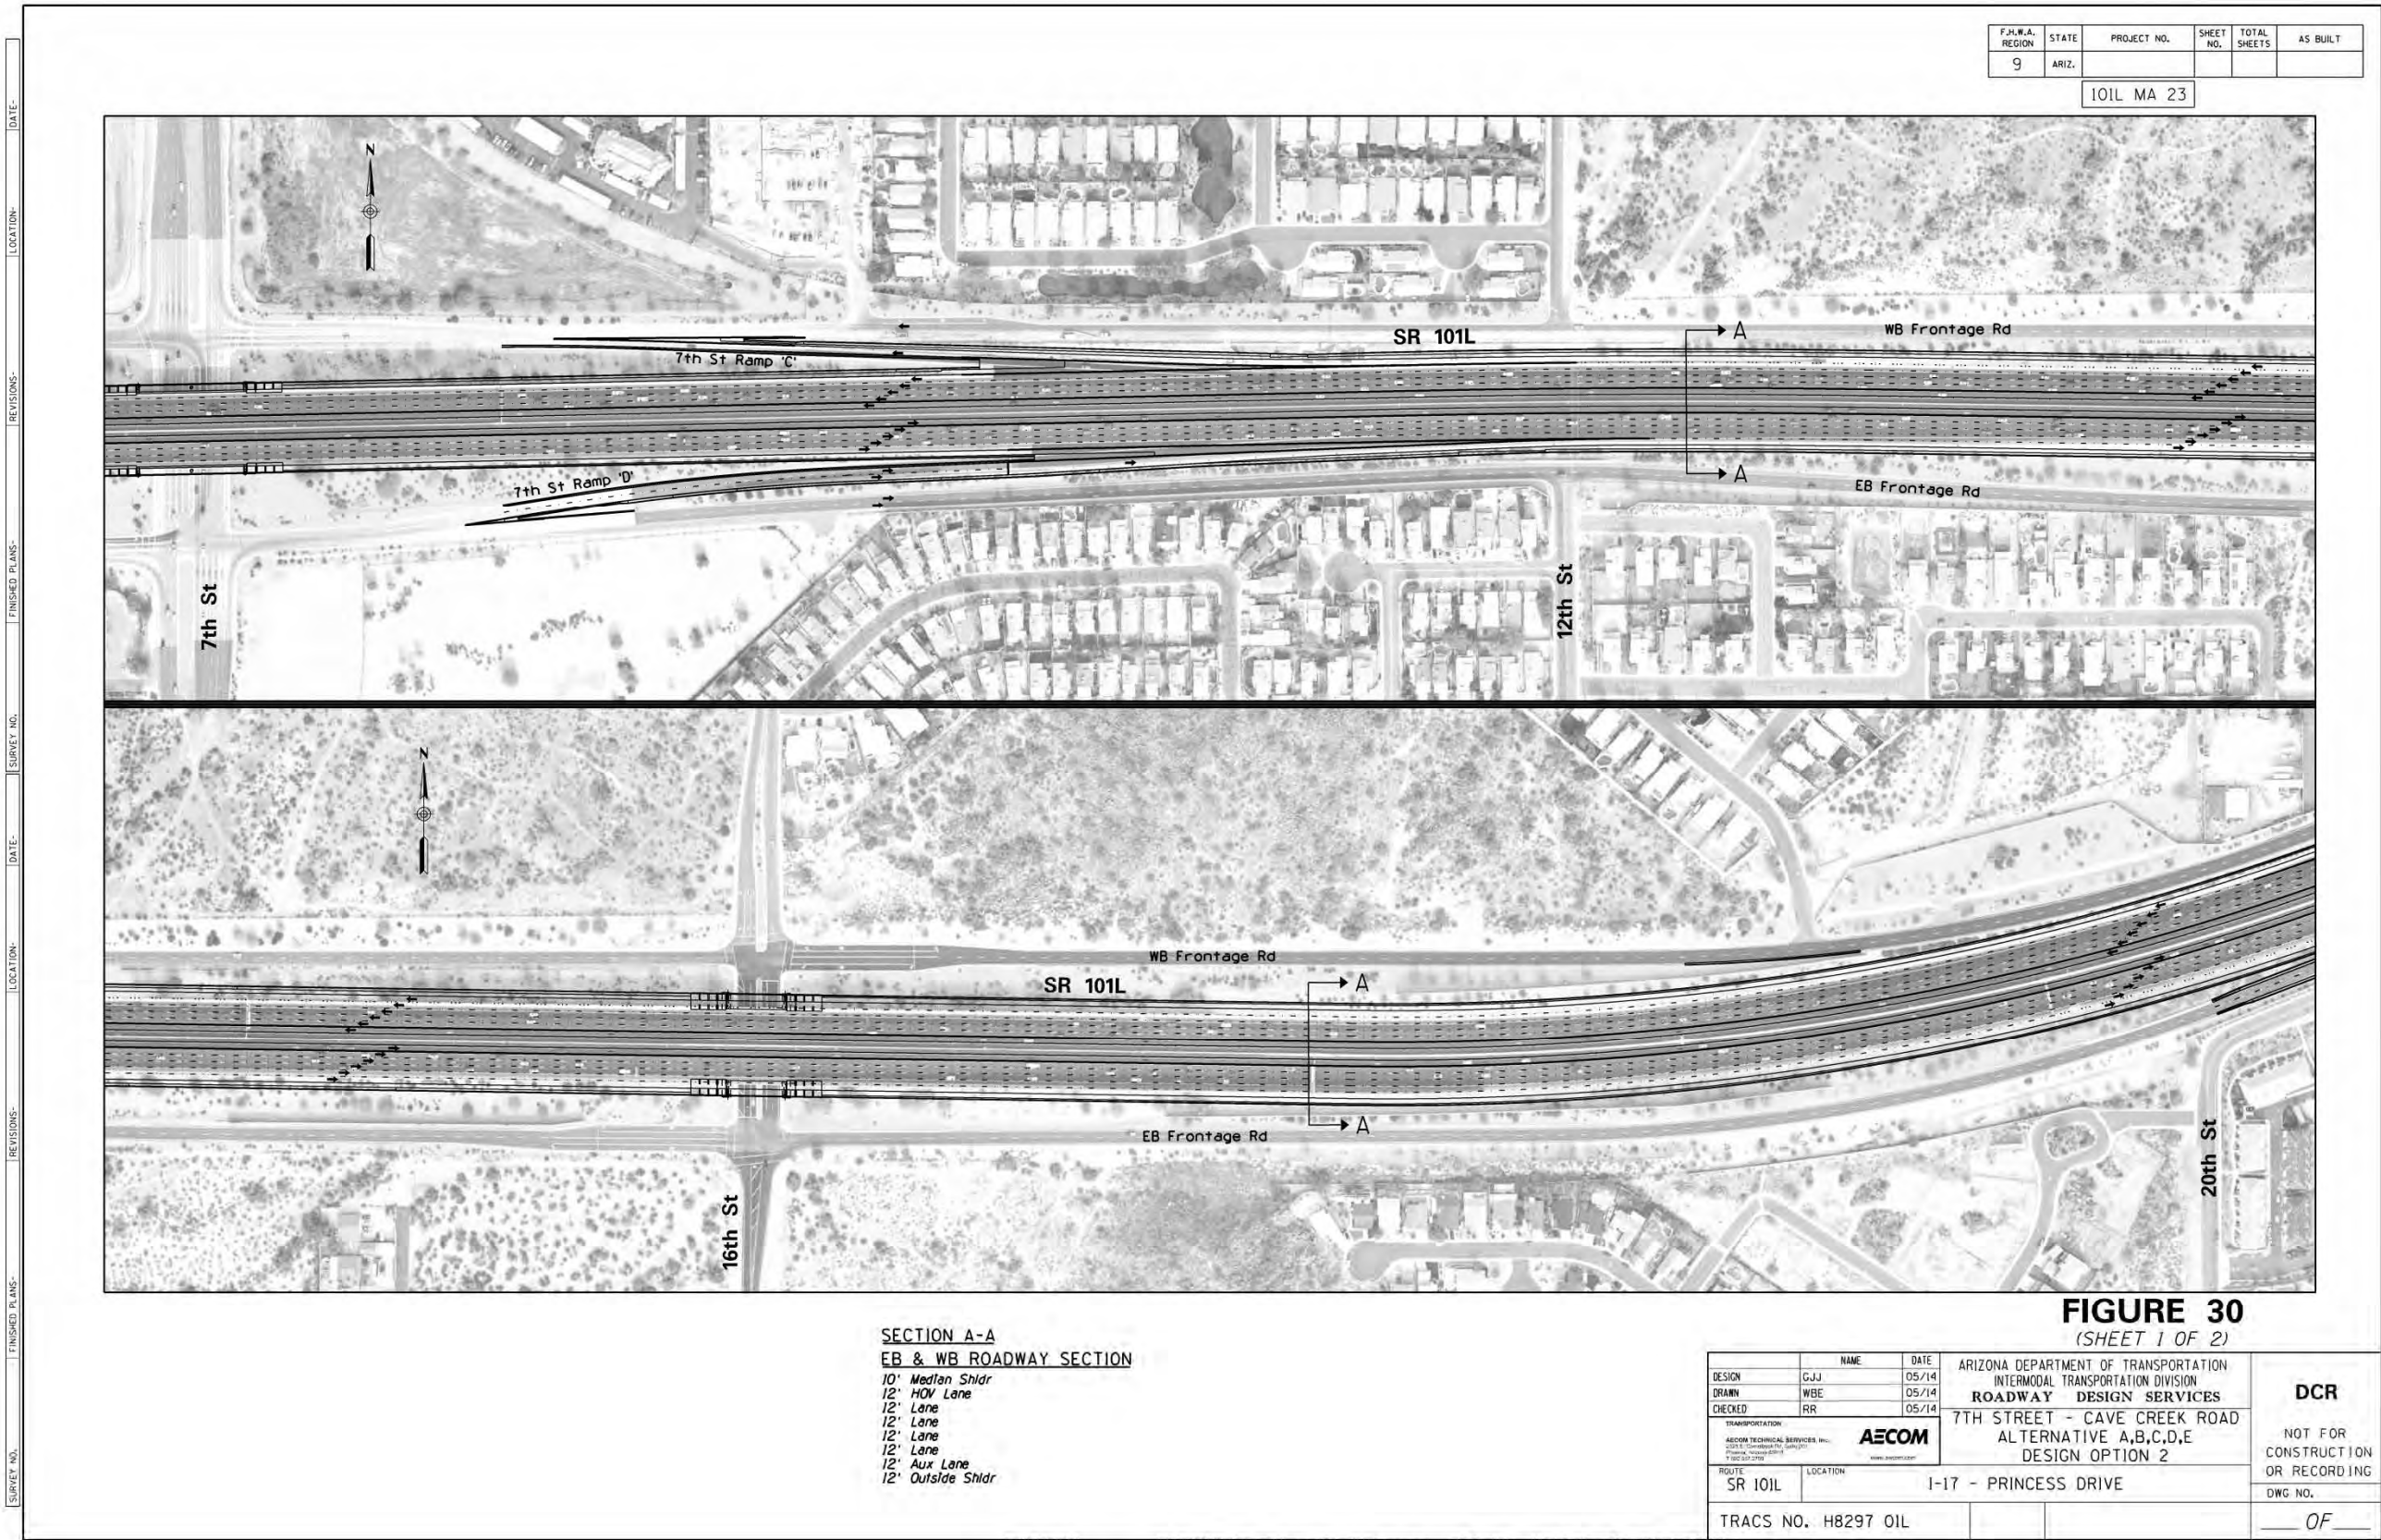 F.H.W.A. REGION STATE PROJECT NO. SHEET NO. TOTAL SHEETS AS BUILT
9 ARIZ.
101L MA 23
N
SR 101L
A
WB Frontage Rd
7th St Ramp 'C'
7th St Ramp 'D'
A
EB Frontage Rd
7th St
12th St
N
WB Frontage Rd
SR 101L
A
EB Frontage Rd
A
16th St
20th St
SECTION A-A
EB & WB ROADWAY SECTION
10' Median Shldr
12' HOV Lane
12' Lane
12' Lane
12' Lane
12' Lane
12' Aux Lane
12' Outside Shldr
FIGURE 30
(SHEET 1 OF 2)
NAME DATE
DESIGN GJJ 05/14
DRAWN WBE 05/14
CHECKED RR 05/14
TRANSPORTATION
AECOM TECHNICAL SERVICES, Inc.
AECOM
ARIZONA DEPARTMENT OF TRANSPORTATION
INTERMODAL TRANSPORTATION DIVISION
ROADWAY DESIGN SERVICES
7TH STREET - CAVE CREEK ROAD
ALTERNATIVE A,B,C,D,E
DESIGN OPTION 2
ROUTE
SR 101L
LOCATION
I-17 - PRINCESS DRIVE
TRACS NO. H8297 01L
DCR
NOT FOR
CONSTRUCTION
OR RECORDING
DWG NO.
OF
SURVEY NO. FINISHED PLANS- REVISIONS- LOCATION- DATE-
SURVEY NO. FINISHED PLANS- REVISIONS- LOCATION- DATE-